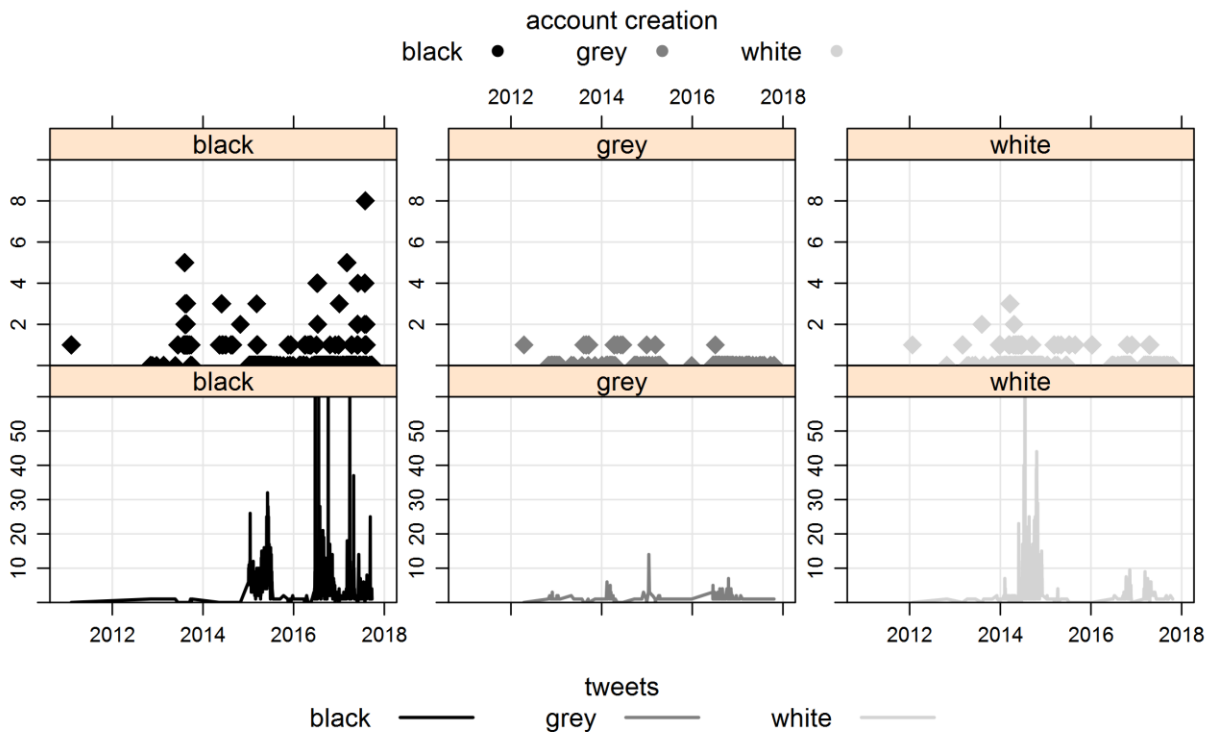 account creation
black grey white
2012 2014 2016 2018
black grey white
8 8 8
6 6 6
4 4 4
2 2 2
black grey white
50 50 50
40 40 40
30 30 30
20 20 20
10 10 10
2012 2014 2016 2018 2012 2014 2016 2018
tweets
black grey white